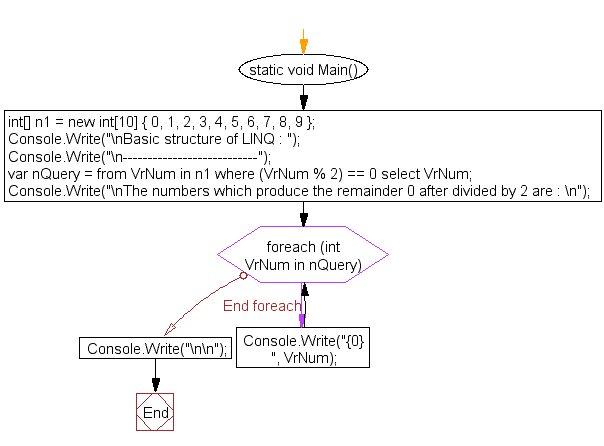 static void Main()
int[] n1 = new int[10] { 0, 1, 2, 3, 4, 5, 6, 7, 8, 9 };
Console.Write("\nBasic structure of LINQ : ");
Console.Write("\n---------------------------");
var nQuery = from VrNum in n1 where (VrNum % 2) == 0 select VrNum;
Console.Write("\nThe numbers which produce the remainder 0 after divided by 2 are : \n");
foreach (int
VrNum in nQuery)
End foreach
Console.Write("{0}
", VrNum);
Console.Write("\n\n");
End